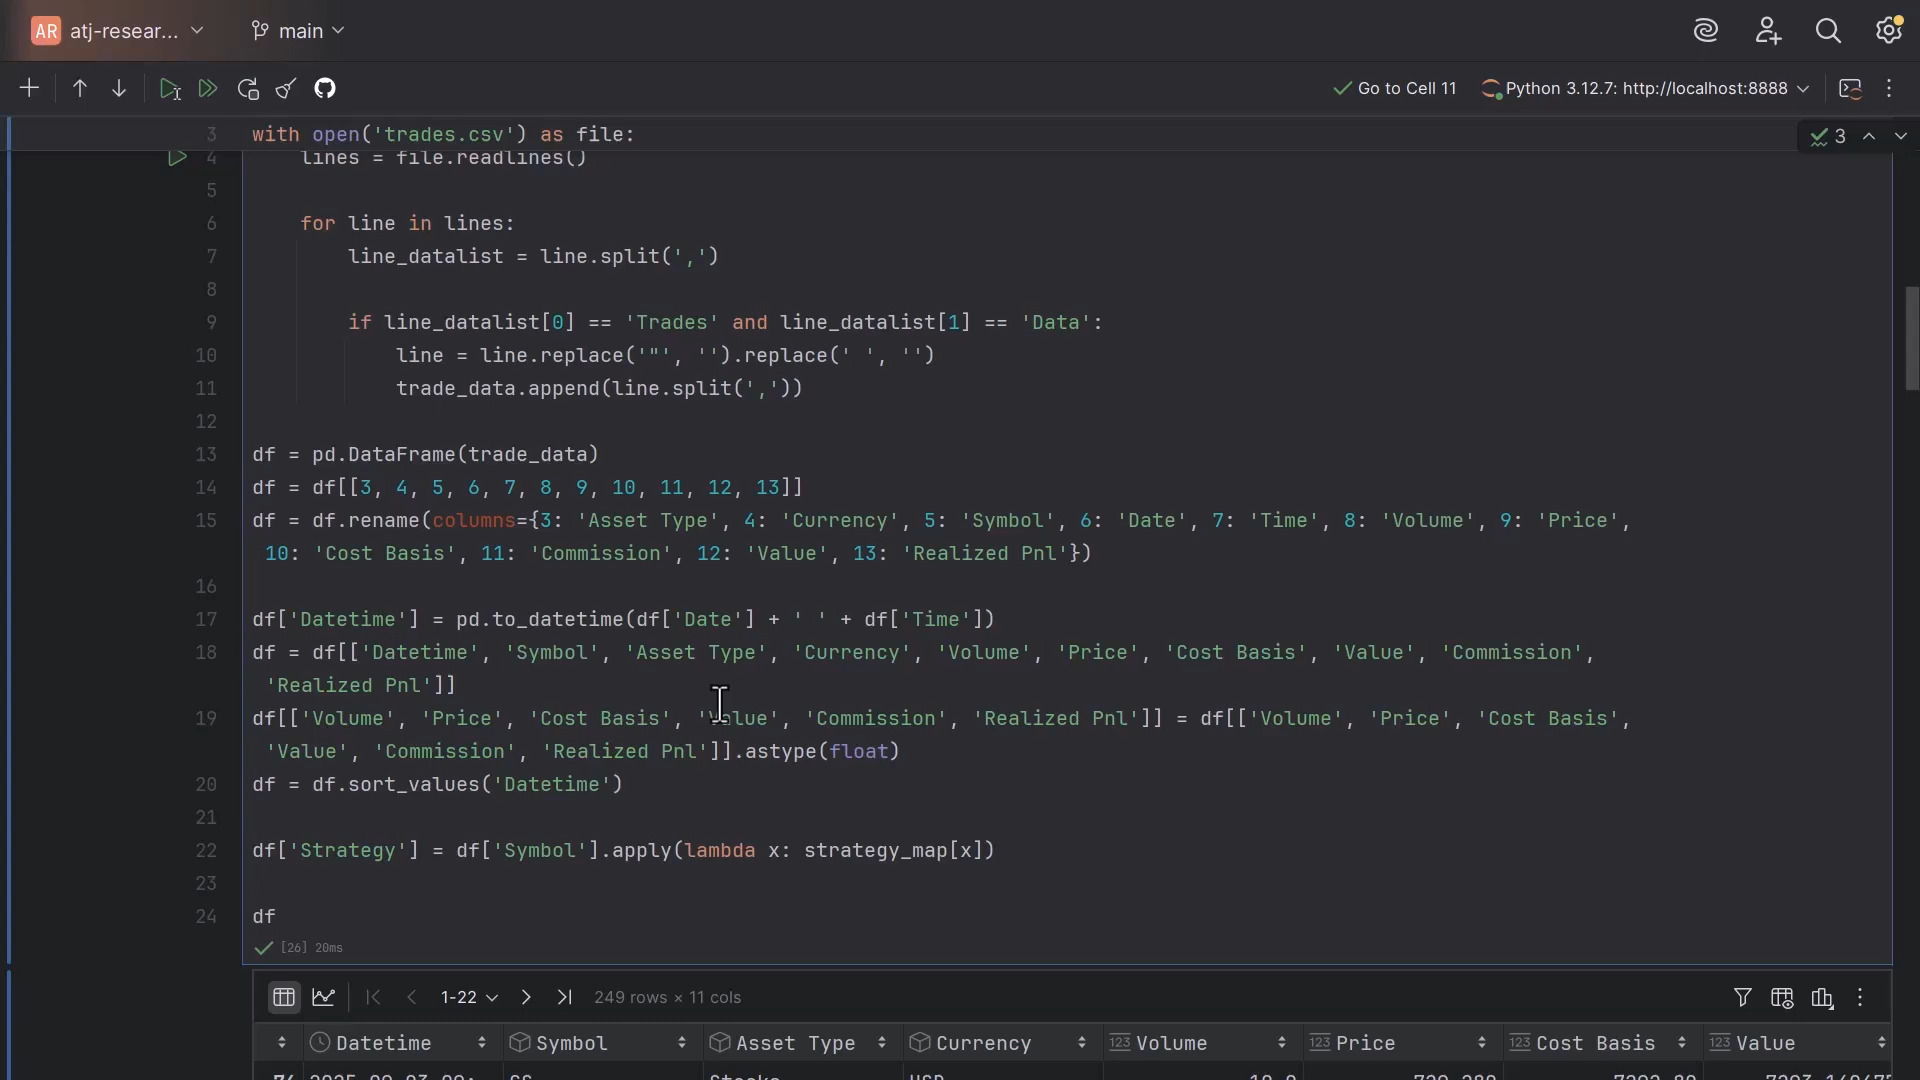 AR atj-resear... main
Go to Cell 11 Python 3.12.7: http://localhost:8888
3 with open('trades.csv') as file: 3
4 lines = file.readlines()
5
6 for line in lines:
7 line_datalist = line.split(',')
8
9 if line_datalist[0] == 'Trades' and line_datalist[1] == 'Data':
10 line = line.replace('"', '').replace(' ', '')
11 trade_data.append(line.split(','))
12
13 df = pd.DataFrame(trade_data)
14 df = df[[3, 4, 5, 6, 7, 8, 9, 10, 11, 12, 13]]
15 df = df.rename(columns={3: 'Asset Type', 4: 'Currency', 5: 'Symbol', 6: 'Date', 7: 'Time', 8: 'Volume', 9: 'Price',
10: 'Cost Basis', 11: 'Commission', 12: 'Value', 13: 'Realized Pnl'})
16
17 df['Datetime'] = pd.to_datetime(df['Date'] + ' ' + df['Time'])
18 df = df[['Datetime', 'Symbol', 'Asset Type', 'Currency', 'Volume', 'Price', 'Cost Basis', 'Value', 'Commission',
'Realized Pnl']]
19 df[['Volume', 'Price', 'Cost Basis', 'Value', 'Commission', 'Realized Pnl']] = df[['Volume', 'Price', 'Cost Basis',
'Value', 'Commission', 'Realized Pnl']].astype(float)
20 df = df.sort_values('Datetime')
21
22 df['Strategy'] = df['Symbol'].apply(lambda x: strategy_map[x])
23
24 df
[26] 20ms
1-22 249 rows × 11 cols
Datetime Symbol Asset Type Currency 123 Volume 123 Price 123 Cost Basis 123 Value